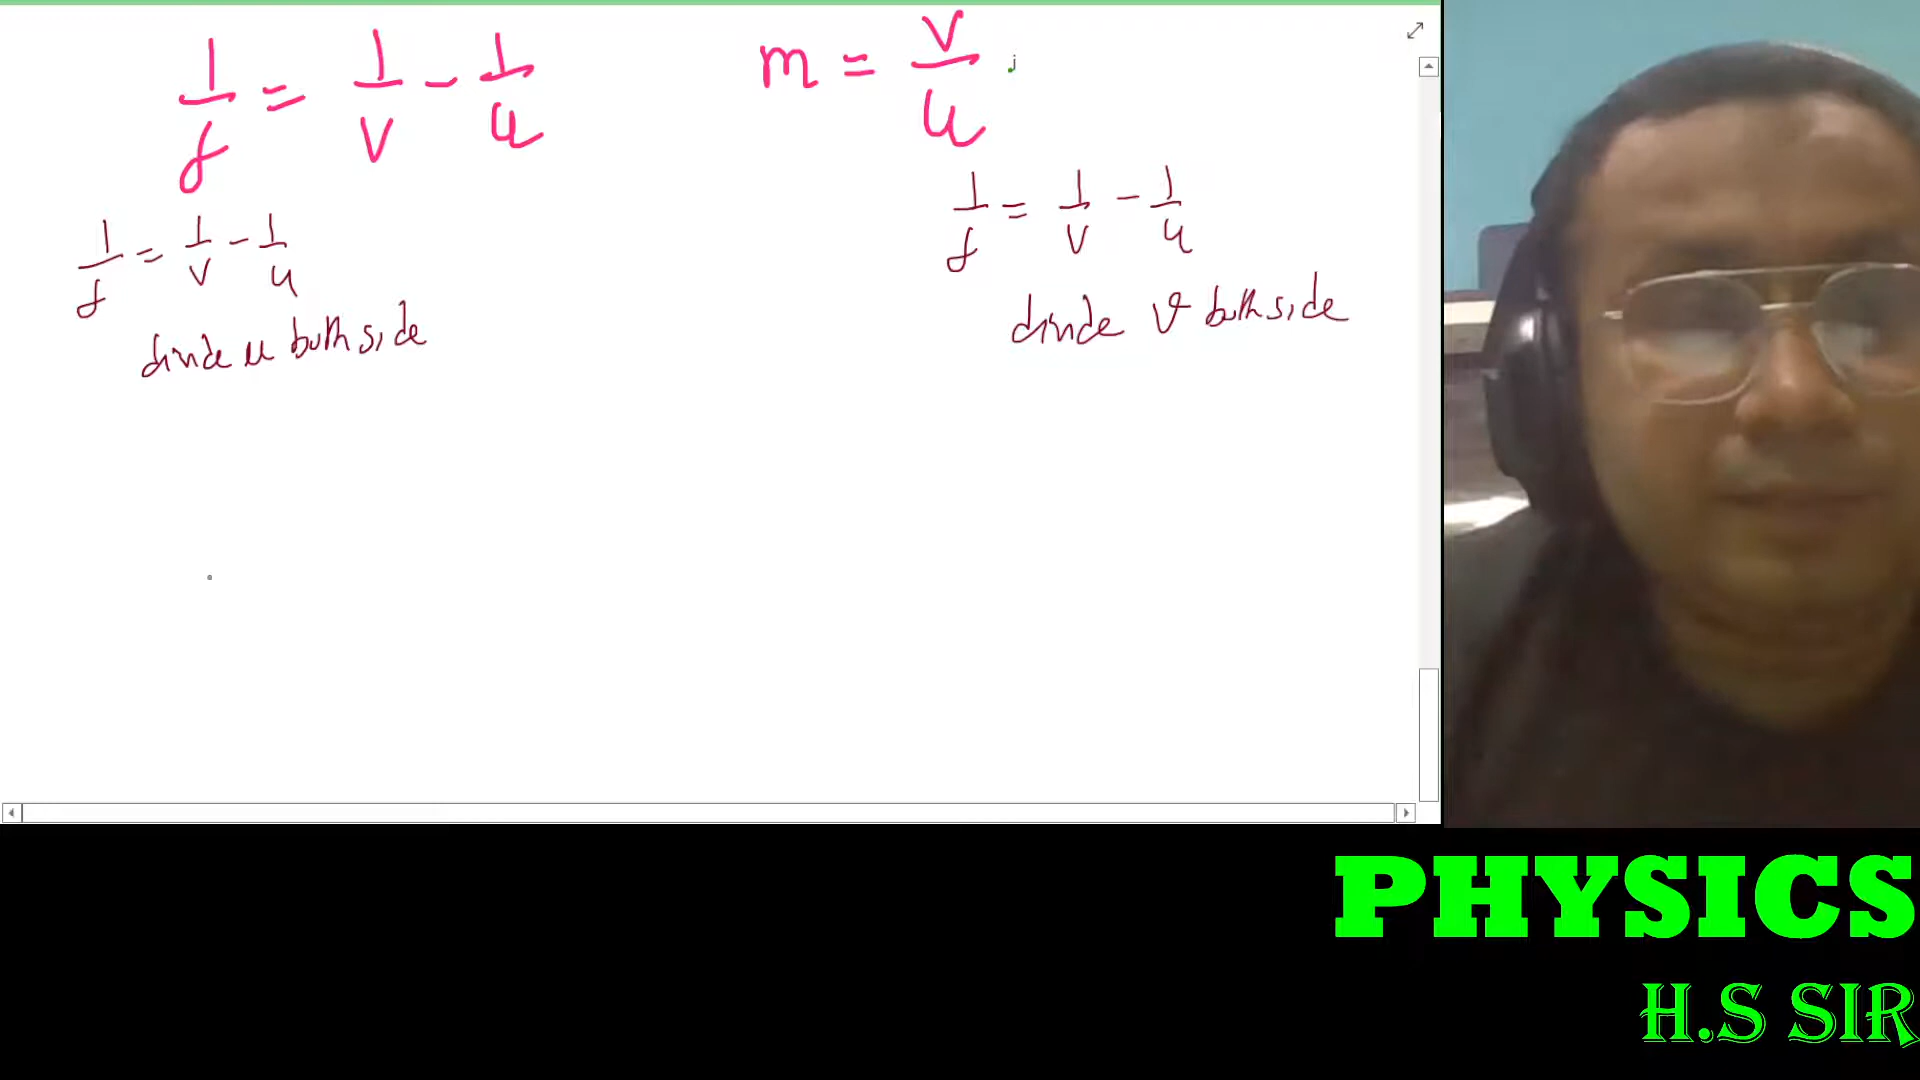 1/f = 1/v - 1/u
m = v/u
1/f = 1/v - 1/u
divide u both side
1/f = 1/v - 1/u
divide v both side
PHYSICS
H.S SIR